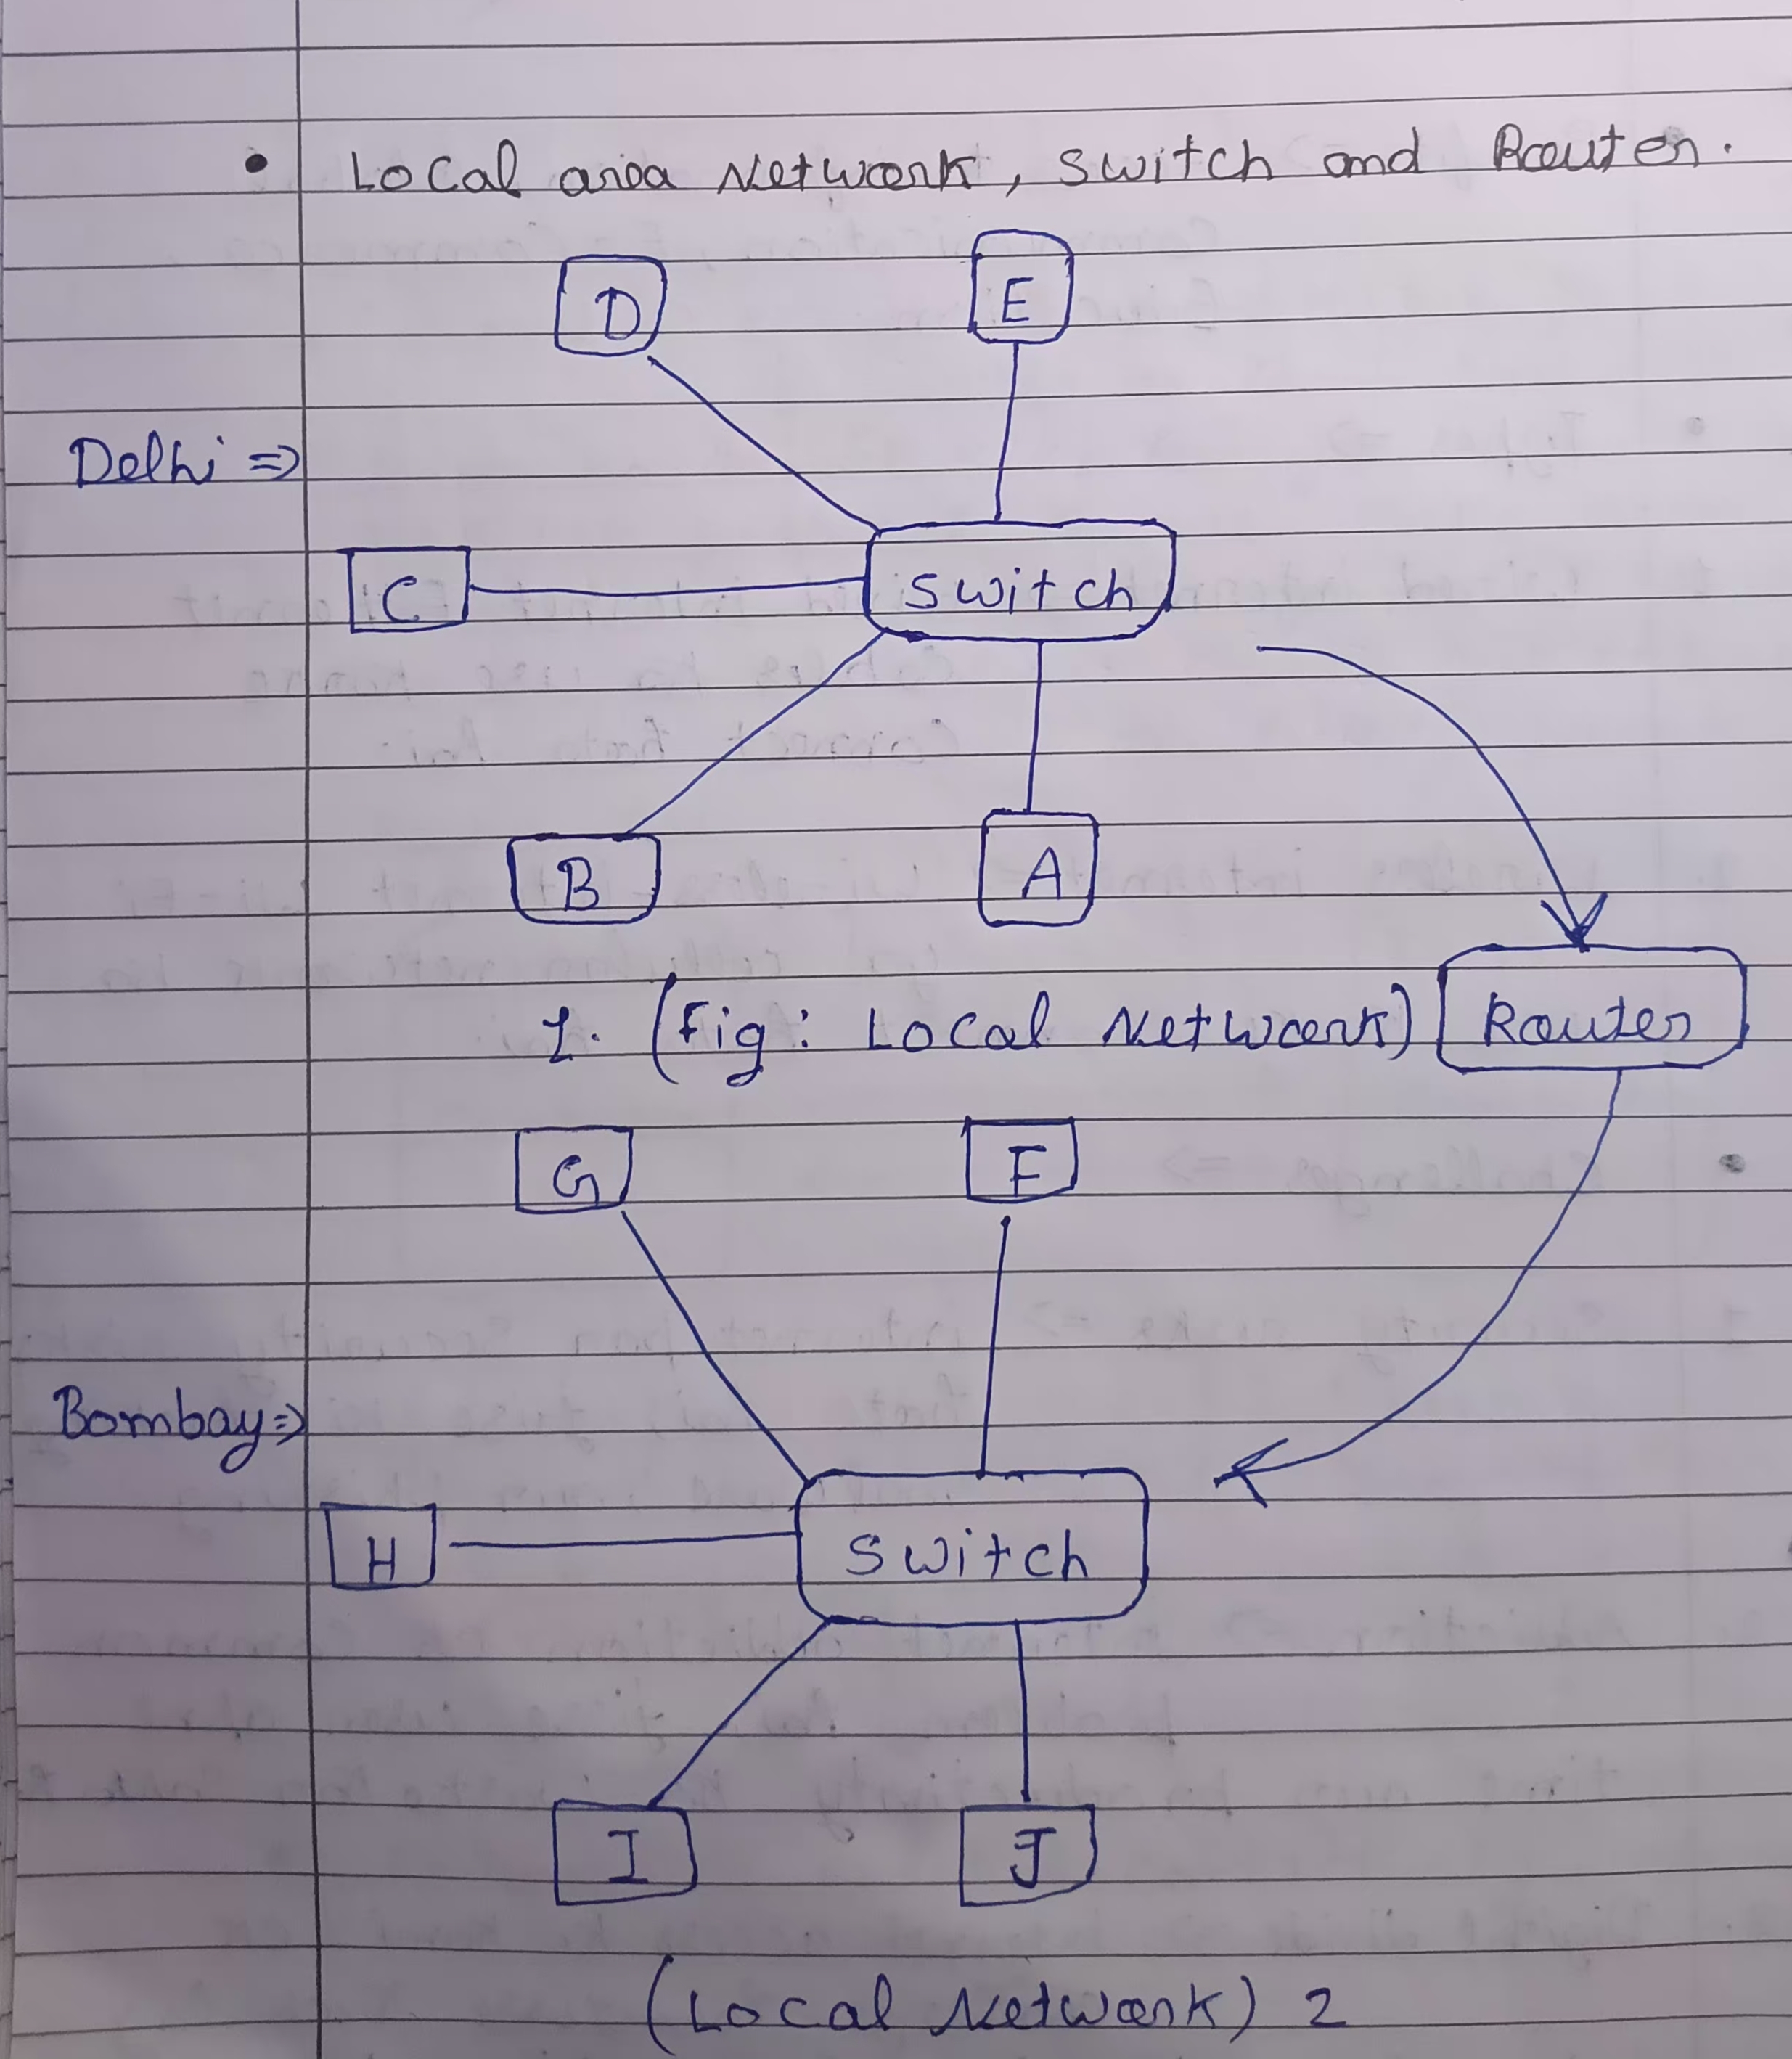 • Local area Network, Switch and Router.
D E
Delhi ⇒
C Switch
B A
1. (Fig: Local Network) Router
G F
Bombay ⇒
H Switch
I J
(Local Network) 2